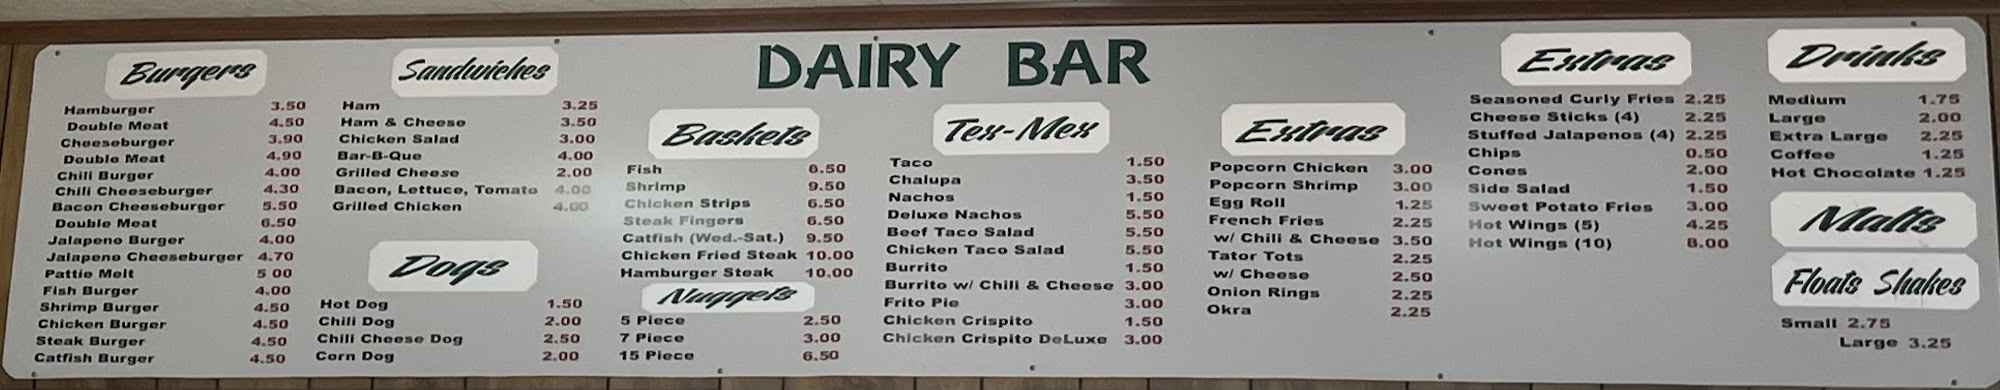 DAIRY BAR
Burgers
Hamburger 3.50
Double Meat 4.50
Cheeseburger 3.90
Double Meat 4.90
Chili Burger 4.00
Chili Cheeseburger 4.30
Bacon Cheeseburger 5.50
Double Meat 6.50
Jalapeno Burger 4.00
Jalapeno Cheeseburger 4.70
Pattie Melt 5 00
Fish Burger 4.00
Shrimp Burger 4.50
Chicken Burger 4.50
Steak Burger 4.50
Catfish Burger 4.50
Sandwiches
Ham 3.25
Ham & Cheese 3.50
Chicken Salad 3.00
Bar-B-Que 4.00
Grilled Cheese 2.00
Bacon, Lettuce, Tomato 4.00
Grilled Chicken 4.00
Dogs
Hot Dog 1.50
Chili Dog 2.00
Chili Cheese Dog 2.50
Corn Dog 2.00
Baskets
Fish 6.50
Shrimp 9.50
Chicken Strips 6.50
Steak Fingers 6.50
Catfish (Wed.-Sat.) 9.50
Chicken Fried Steak 10.00
Hamburger Steak 10.00
Nuggets
5 Piece 2.50
7 Piece 3.00
15 Piece 6.50
Tex-Mex
Taco 1.50
Chalupa 3.50
Nachos 1.50
Deluxe Nachos 5.50
Beef Taco Salad 5.50
Chicken Taco Salad 5.50
Burrito 1.50
Burrito w/ Chili & Cheese 3.00
Frito Pie 3.00
Chicken Crispito 1.50
Chicken Crispito DeLuxe 3.00
Extras
Popcorn Chicken 3.00
Popcorn Shrimp 3.00
Egg Roll 1.25
French Fries 2.25
w/ Chili & Cheese 3.50
Tator Tots 2.25
w/ Cheese 2.50
Onion Rings 2.25
Okra 2.25
Extras
Seasoned Curly Fries 2.25
Cheese Sticks (4) 2.25
Stuffed Jalapenos (4) 2.25
Chips 0.50
Cones 2.00
Side Salad 1.50
Sweet Potato Fries 3.00
Hot Wings (5) 4.25
Hot Wings (10) 8.00
Drinks
Medium 1.75
Large 2.00
Extra Large 2.25
Coffee 1.25
Hot Chocolate 1.25
Malts
Floats Shakes
Small 2.75
Large 3.25